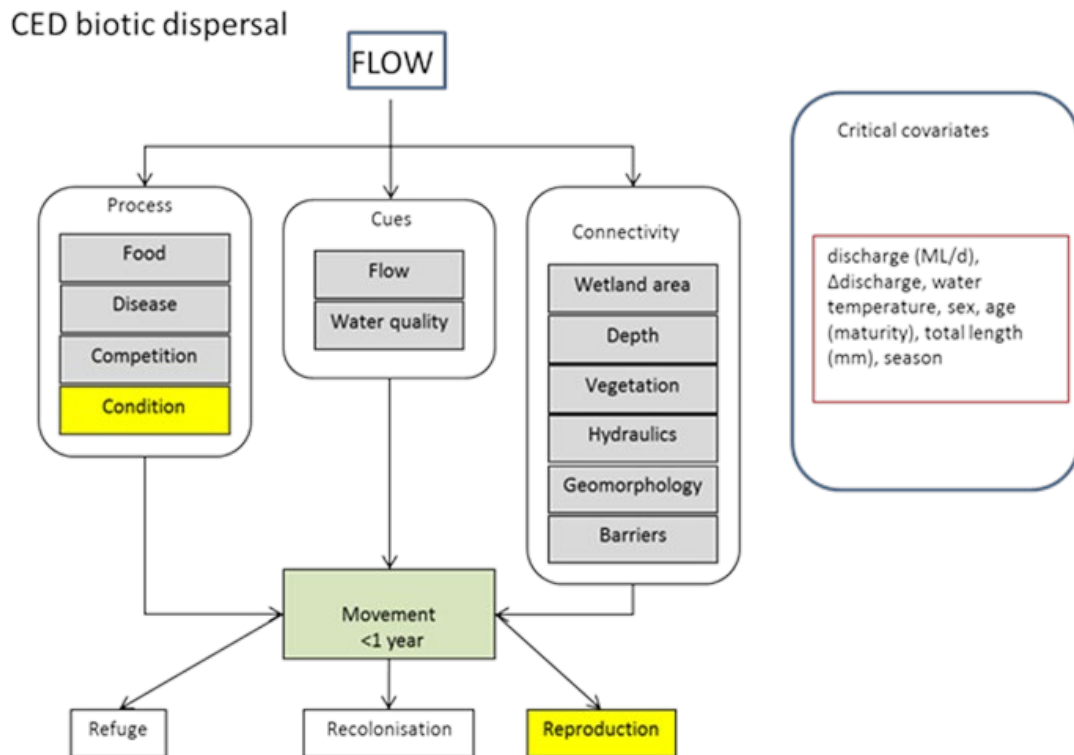 CED biotic dispersal
FLOW
Process
Food
Disease
Competition
Condition
Cues
Flow
Water quality
Connectivity
Wetland area
Depth
Vegetation
Hydraulics
Geomorphology
Barriers
Critical covariates
discharge (ML/d),
Δdischarge, water
temperature, sex, age
(maturity), total length
(mm), season
Movement
<1 year
Refuge
Recolonisation
Reproduction